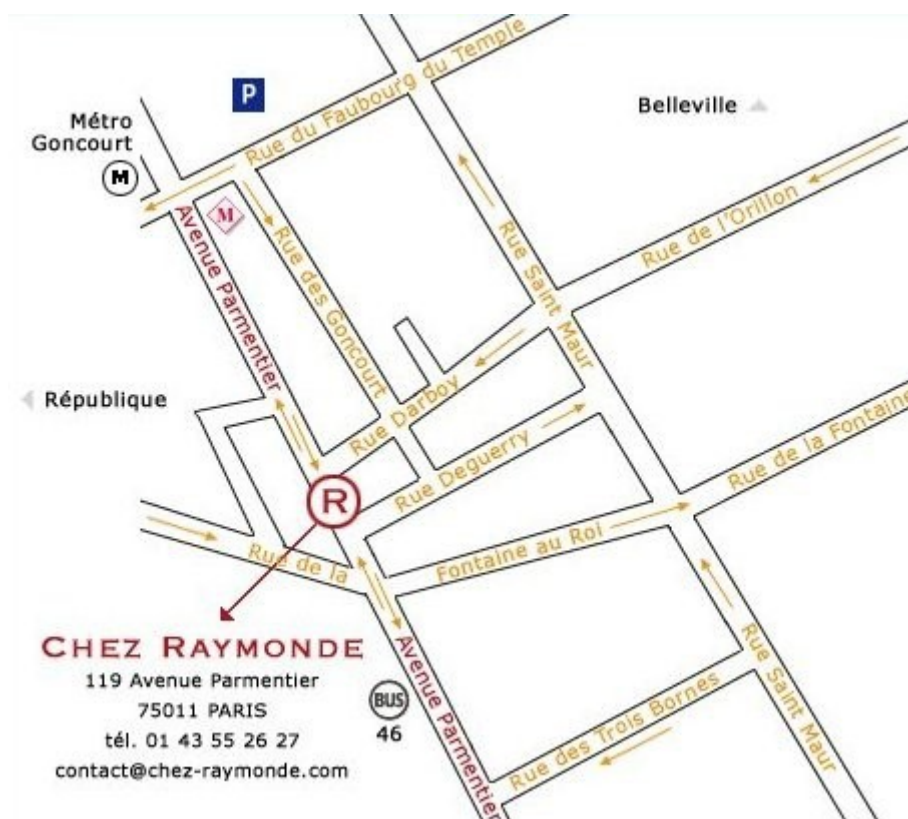 P
Rue du Faubourg du Temple
Belleville
Métro
Goncourt
M
M
Avenue Parmentier
Rue des Goncourt
Rue Saint Maur
Rue de l'Orillon
République
Rue Darboy
Rue Deguerry
Rue de la Fontaine
R
Rue de la
Fontaine au Roi
CHEZ RAYMONDE
119 Avenue Parmentier
75011 PARIS
tél. 01 43 55 26 27
contact@chez-raymonde.com
BUS
46
Avenue Parmentier
Rue des Trois Bornes
Rue Saint Maur